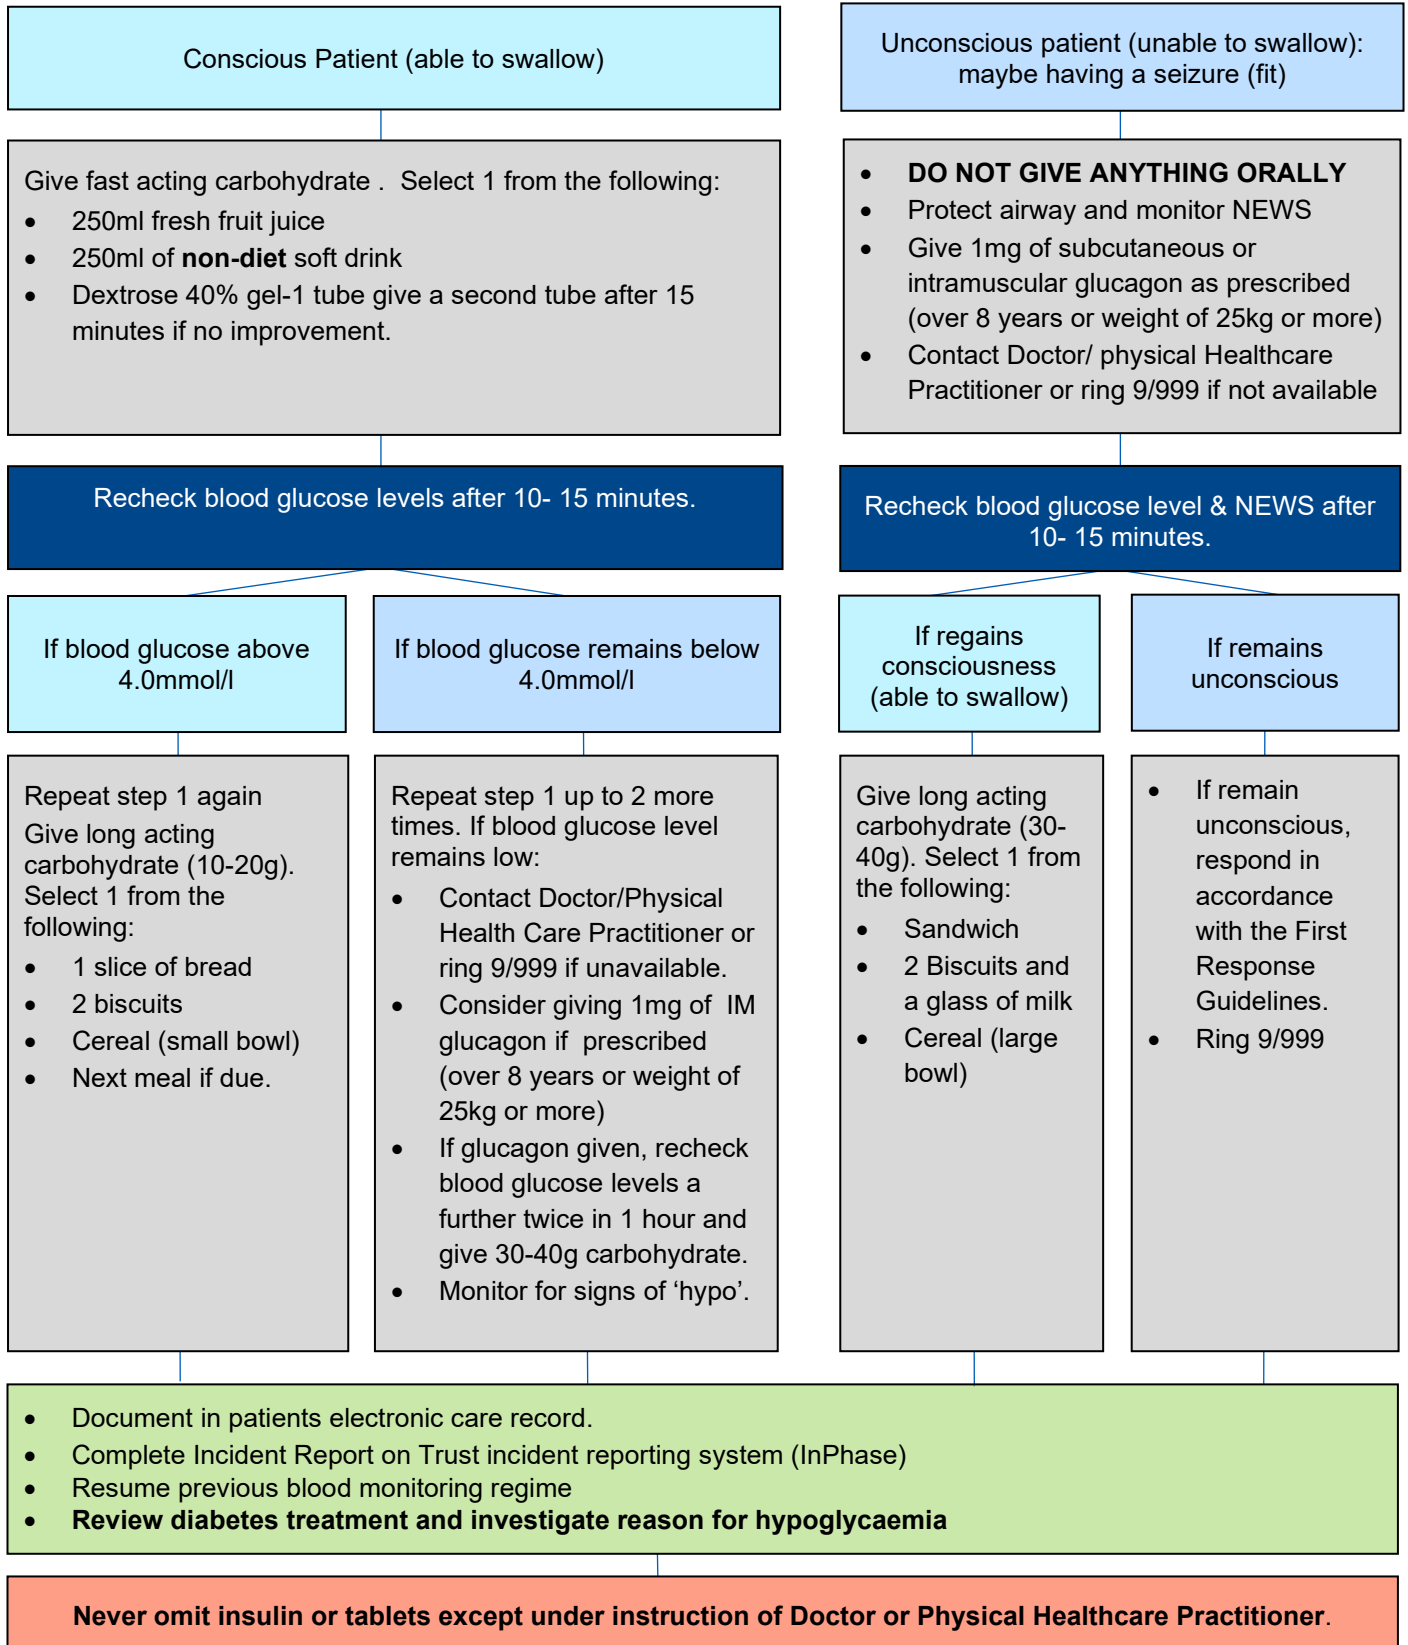 Conscious Patient (able to swallow)
Give fast acting carbohydrate . Select 1 from the following:
• 250ml fresh fruit juice
• 250ml of non-diet soft drink
• Dextrose 40% gel-1 tube give a second tube after 15
minutes if no improvement.
Recheck blood glucose levels after 10- 15 minutes.
If blood glucose above
4.0mmol/l
Repeat step 1 again
Give long acting
carbohydrate (10-20g).
Select 1 from the
following:
• 1 slice of bread
• 2 biscuits
• Cereal (small bowl)
• Next meal if due.
If blood glucose remains below
4.0mmol/l
Repeat step 1 up to 2 more
times. If blood glucose level
remains low:
• Contact Doctor/Physical
Health Care Practitioner or
ring 9/999 if unavailable.
• Consider giving 1mg of IM
glucagon if prescribed
(over 8 years or weight of
25kg or more)
• If glucagon given, recheck
blood glucose levels a
further twice in 1 hour and
give 30-40g carbohydrate.
• Monitor for signs of ‘hypo’.
Unconscious patient (unable to swallow):
maybe having a seizure (fit)
• DO NOT GIVE ANYTHING ORALLY
• Protect airway and monitor NEWS
• Give 1mg of subcutaneous or
intramuscular glucagon as prescribed
(over 8 years or weight of 25kg or more)
• Contact Doctor/ physical Healthcare
Practitioner or ring 9/999 if not available
Recheck blood glucose level & NEWS after
10- 15 minutes.
If regains
consciousness
(able to swallow)
Give long acting
carbohydrate (30-
40g). Select 1 from
the following:
• Sandwich
• 2 Biscuits and
a glass of milk
• Cereal (large
bowl)
If remains
unconscious
• If remain
unconscious,
respond in
accordance
with the First
Response
Guidelines.
• Ring 9/999
• Document in patients electronic care record.
• Complete Incident Report on Trust incident reporting system (InPhase)
• Resume previous blood monitoring regime
• Review diabetes treatment and investigate reason for hypoglycaemia
Never omit insulin or tablets except under instruction of Doctor or Physical Healthcare Practitioner.